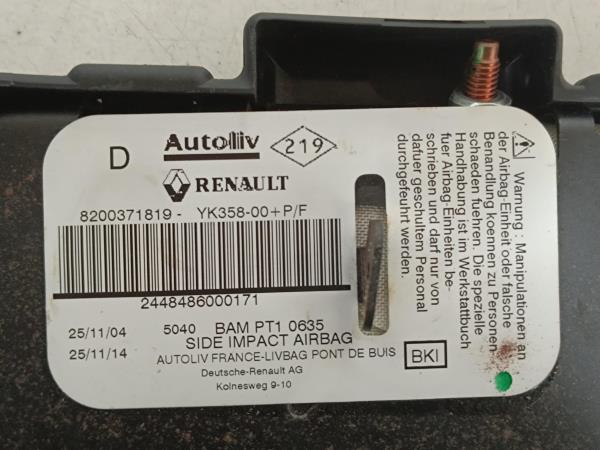 D
Autoliv
219
RENAULT
8200371819 - YK358-00+P/F
2448486000171
25/11/04 5040 BAM PT1 0635
25/11/14 SIDE IMPACT AIRBAG
AUTOLIV FRANCE-LIVBAG PONT DE BUIS
Deutsche-Renault AG
Kolnesweg 9-10
BKI
Warnung : Manipulationen an
der Airbag-Einheit oder falsche
Benandlung koennen zu Personen
schaeden fuehren. Die spezielle
Handhabung ist im Werkstattbuch
fuer Airbag-Einheiten be-
schrieben und darf nur von
dafuer geschultem Personal
durchgefuehrt werden.